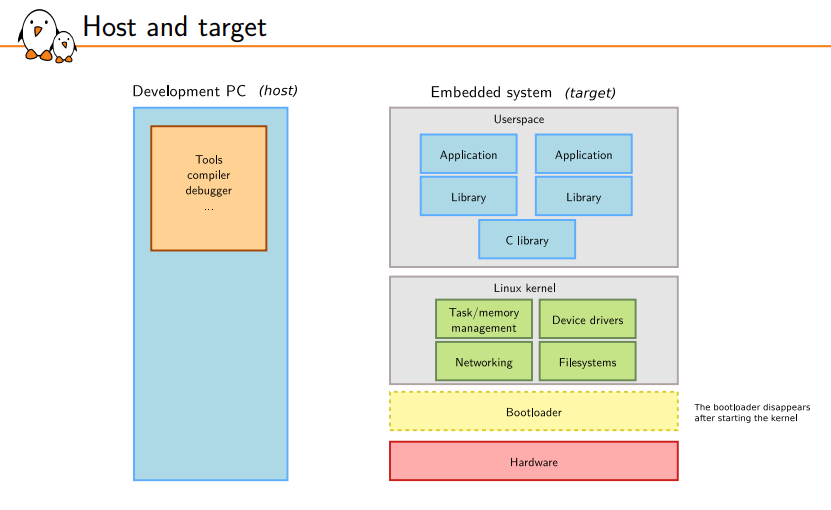 Host and target
Development PC (host)
Tools
compiler
debugger
...
Embedded system (target)
Userspace
Application
Application
Library
Library
C library
Linux kernel
Task/memory
management
Device drivers
Networking
Filesystems
Bootloader
The bootloader disappears
after starting the kernel
Hardware